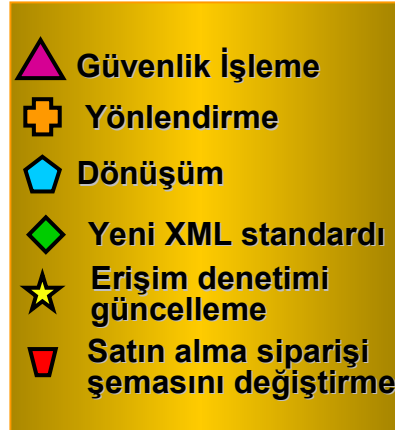 Güvenlik İşleme
Yönlendirme
Dönüşüm
Yeni XML standardı
Erişim denetimi
güncelleme
Satın alma siparişi
şemasını değiştirme